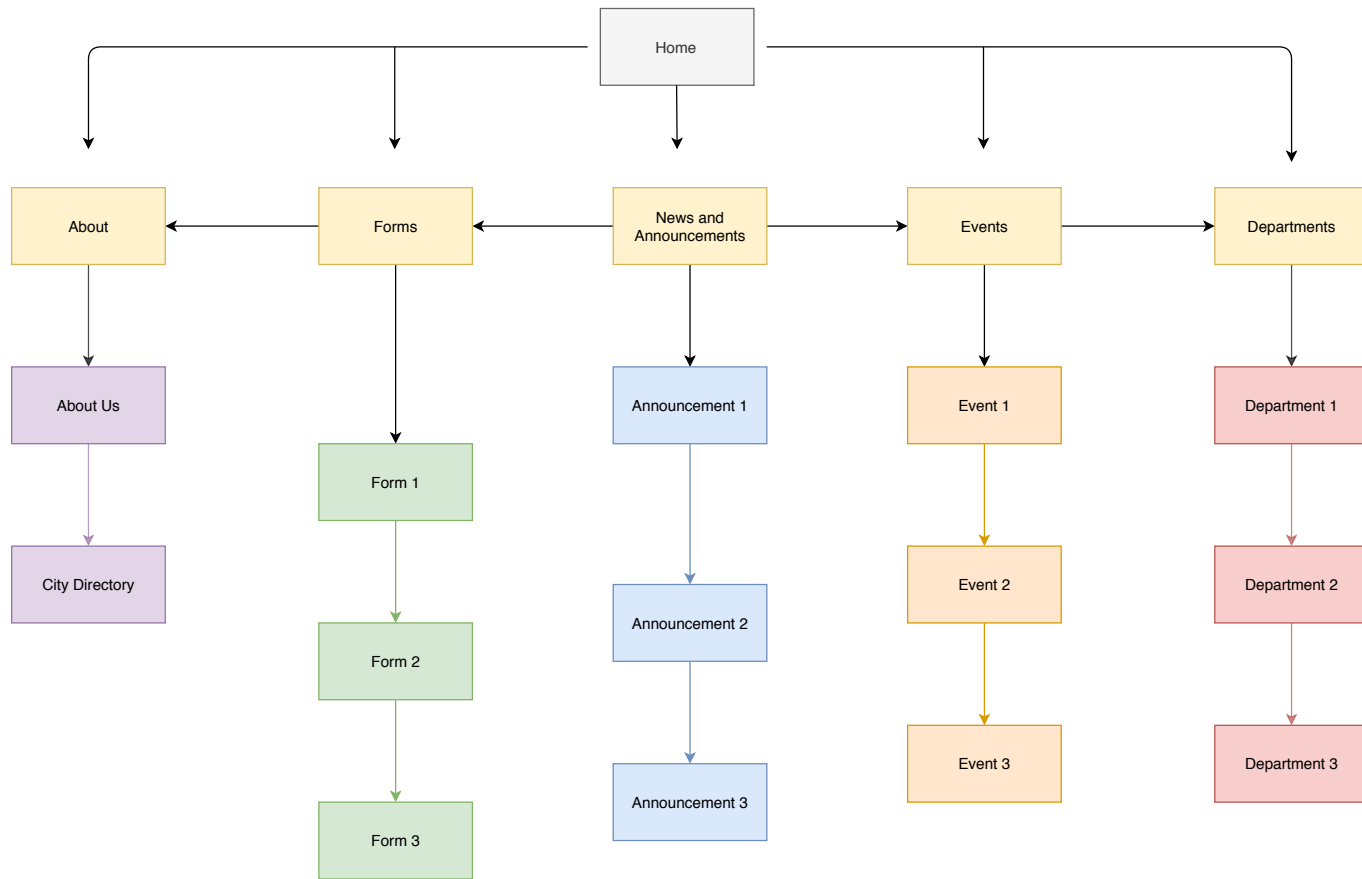 Home
About
Forms
News and
Announcements
Events
Departments
About Us
Announcement 1
Event 1
Department 1
Form 1
City Directory
Event 2
Department 2
Announcement 2
Form 2
Event 3
Department 3
Announcement 3
Form 3